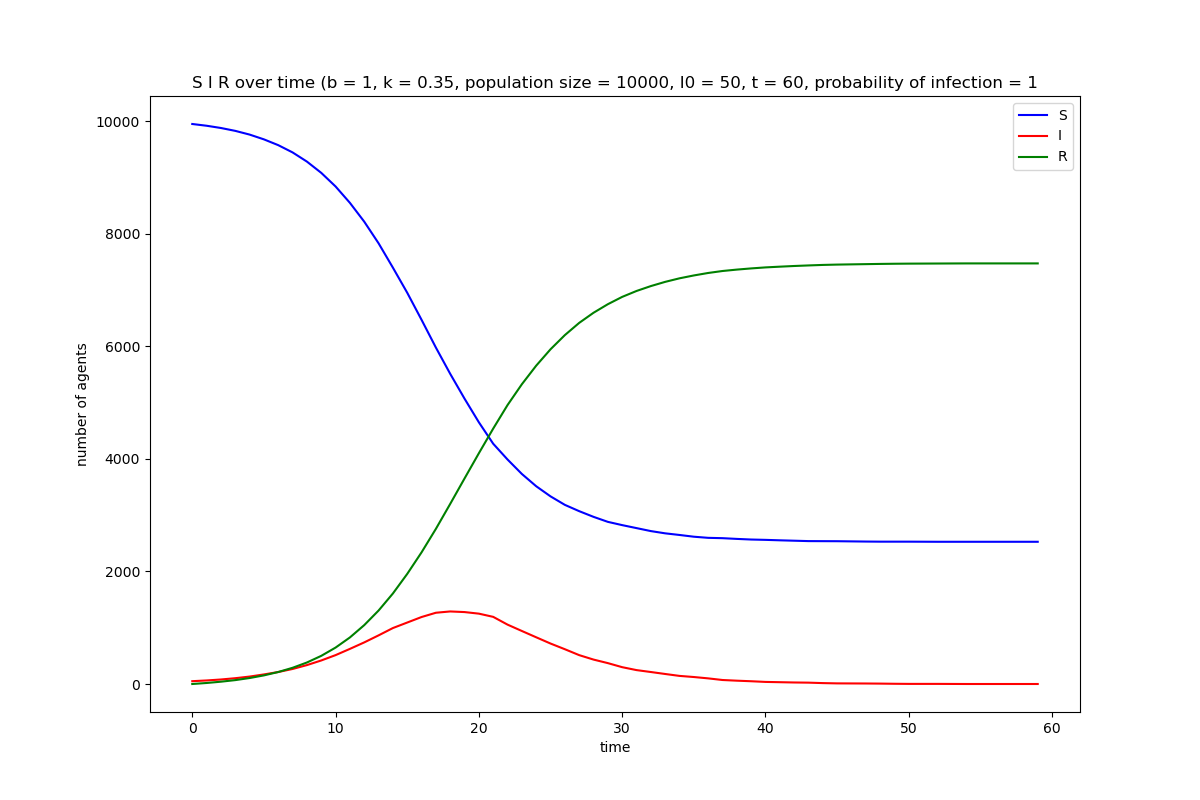 S I R over time (b = 1, k = 0.35, population size = 10000, I0 = 50, t = 60, probability of infection = 1
S
I
R
10000
8000
6000
4000
2000
0
number of agents
0 10 20 30 40 50 60
time